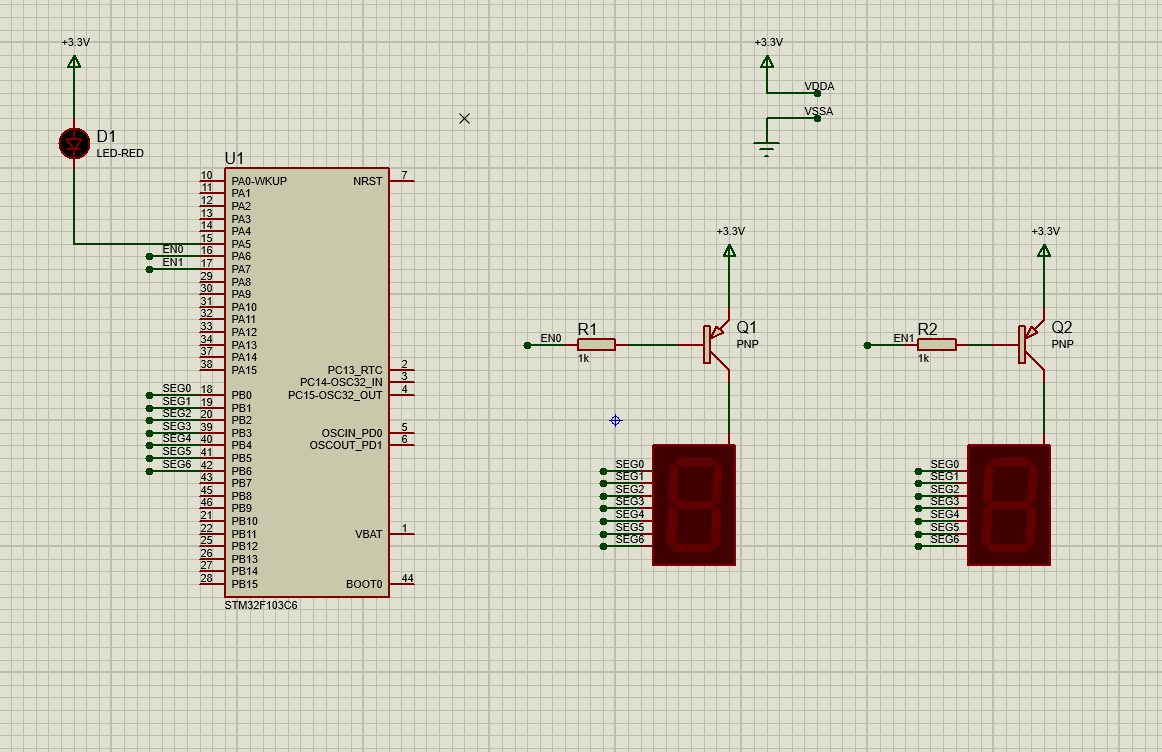 +3.3V
D1
LED-RED
+3.3V
VDDA
VSSA
U1
10 PA0-WKUP NRST 7
11 PA1
12 PA2
13 PA3
14 PA4
15 PA5
EN0 16 PA6
EN1 17 PA7
29 PA8
30 PA9
31 PA10
32 PA11
33 PA12
34 PA13
37 PA14
38 PA15 PC13_RTC 2
PC14-OSC32_IN 3
SEG0 18 PB0 PC15-OSC32_OUT 4
SEG1 19 PB1
SEG2 20 PB2
SEG3 39 PB3 OSCIN_PD0 5
SEG4 40 PB4 OSCOUT_PD1 6
SEG5 41 PB5
SEG6 42 PB6
43 PB7
45 PB8
46 PB9
21 PB10
22 PB11 VBAT 1
25 PB12
26 PB13
27 PB14
28 PB15 BOOT0 44
STM32F103C6
+3.3V
EN0
R1
1k
Q1
PNP
SEG0
SEG1
SEG2
SEG3
SEG4
SEG5
SEG6
+3.3V
EN1
R2
1k
Q2
PNP
SEG0
SEG1
SEG2
SEG3
SEG4
SEG5
SEG6